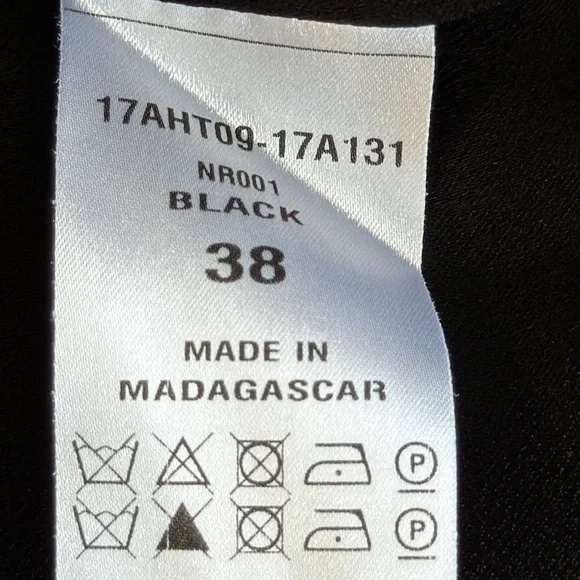 17AHT09-17A131
NR001
BLACK
38
MADE IN
MADAGASCAR
P
P